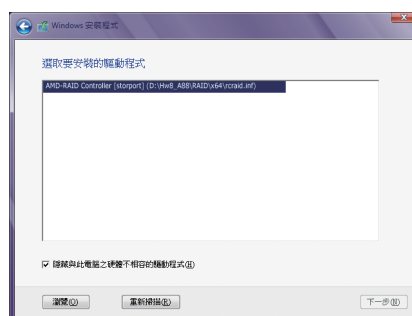 Windows 安裝程式
選取要安裝的驅動程式
AMD-RAID Controller [storport] (D:\Hw8_A88\RAID\x64\rcraid.inf)
隱藏與此電腦之硬體不相容的驅動程式(H)
瀏覽(O)
重新掃描(R)
下一步(N)